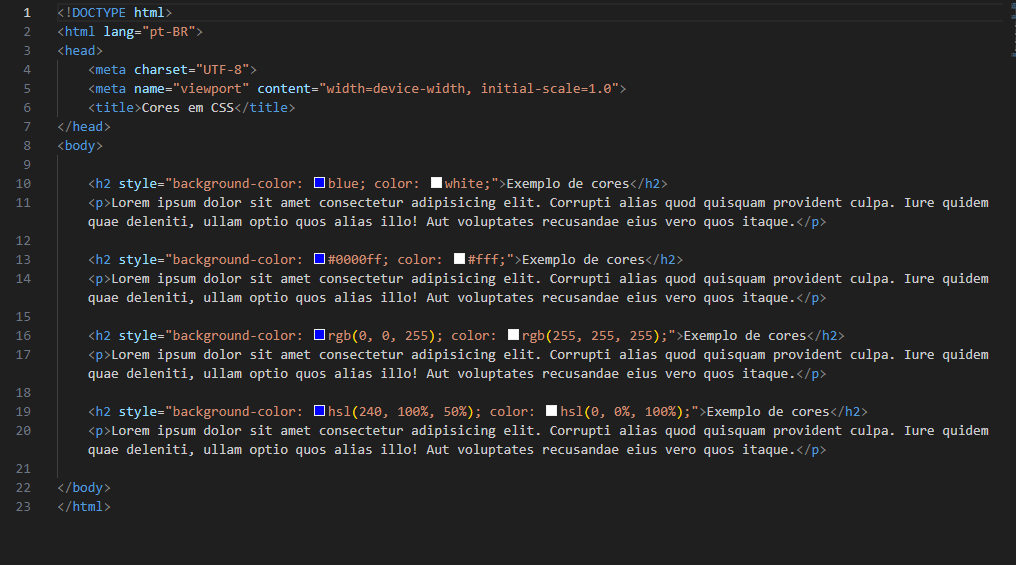 1 <!DOCTYPE html>
2 <html lang="pt-BR">
3 <head>
4 <meta charset="UTF-8">
5 <meta name="viewport" content="width=device-width, initial-scale=1.0">
6 <title>Cores em CSS</title>
7 </head>
8 <body>
9
10 <h2 style="background-color: blue; color: white;">Exemplo de cores</h2>
11 <p>Lorem ipsum dolor sit amet consectetur adipisicing elit. Corrupti alias quod quisquam provident culpa. Iure quidem
quae deleniti, ullam optio quos alias illo! Aut voluptates recusandae eius vero quos itaque.</p>
12
13 <h2 style="background-color: #0000ff; color: #fff;">Exemplo de cores</h2>
14 <p>Lorem ipsum dolor sit amet consectetur adipisicing elit. Corrupti alias quod quisquam provident culpa. Iure quidem
quae deleniti, ullam optio quos alias illo! Aut voluptates recusandae eius vero quos itaque.</p>
15
16 <h2 style="background-color: rgb(0, 0, 255); color: rgb(255, 255, 255);">Exemplo de cores</h2>
17 <p>Lorem ipsum dolor sit amet consectetur adipisicing elit. Corrupti alias quod quisquam provident culpa. Iure quidem
quae deleniti, ullam optio quos alias illo! Aut voluptates recusandae eius vero quos itaque.</p>
18
19 <h2 style="background-color: hsl(240, 100%, 50%); color: hsl(0, 0%, 100%);">Exemplo de cores</h2>
20 <p>Lorem ipsum dolor sit amet consectetur adipisicing elit. Corrupti alias quod quisquam provident culpa. Iure quidem
quae deleniti, ullam optio quos alias illo! Aut voluptates recusandae eius vero quos itaque.</p>
21
22 </body>
23 </html>